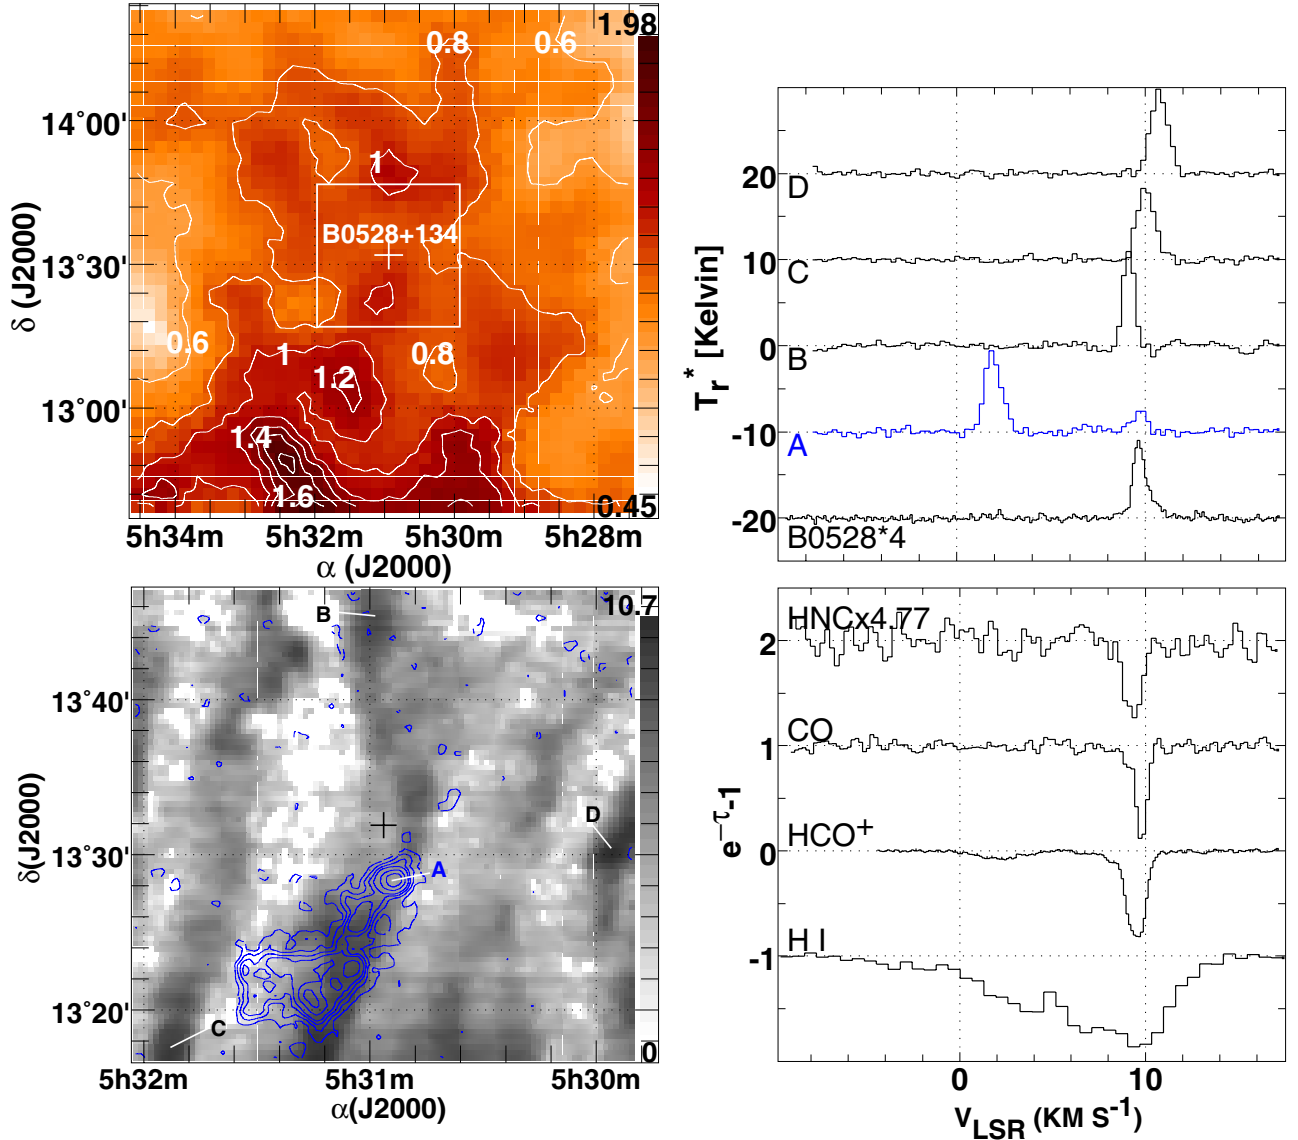 1.98
0.8
0.6
14°00'
1
B0528+134
13°30'
δ (J2000)
0.6
1
0.8
1.2
13°00'
1.4
1.6
0.45
5h34m
5h32m
5h30m
5h28m
α (J2000)
20
D
10
C
0
B
-10
A
-20
B0528*4
T_r^* [Kelvin]
10.7
B
13°40'
D
δ(J2000)
13°30'
A
13°20'
C
0
5h32m
5h31m
5h30m
α(J2000)
HNCx4.77
2
CO
1
HCO⁺
0
H I
-1
e^{-τ}-1
0
10
V_LSR (KM S⁻¹)